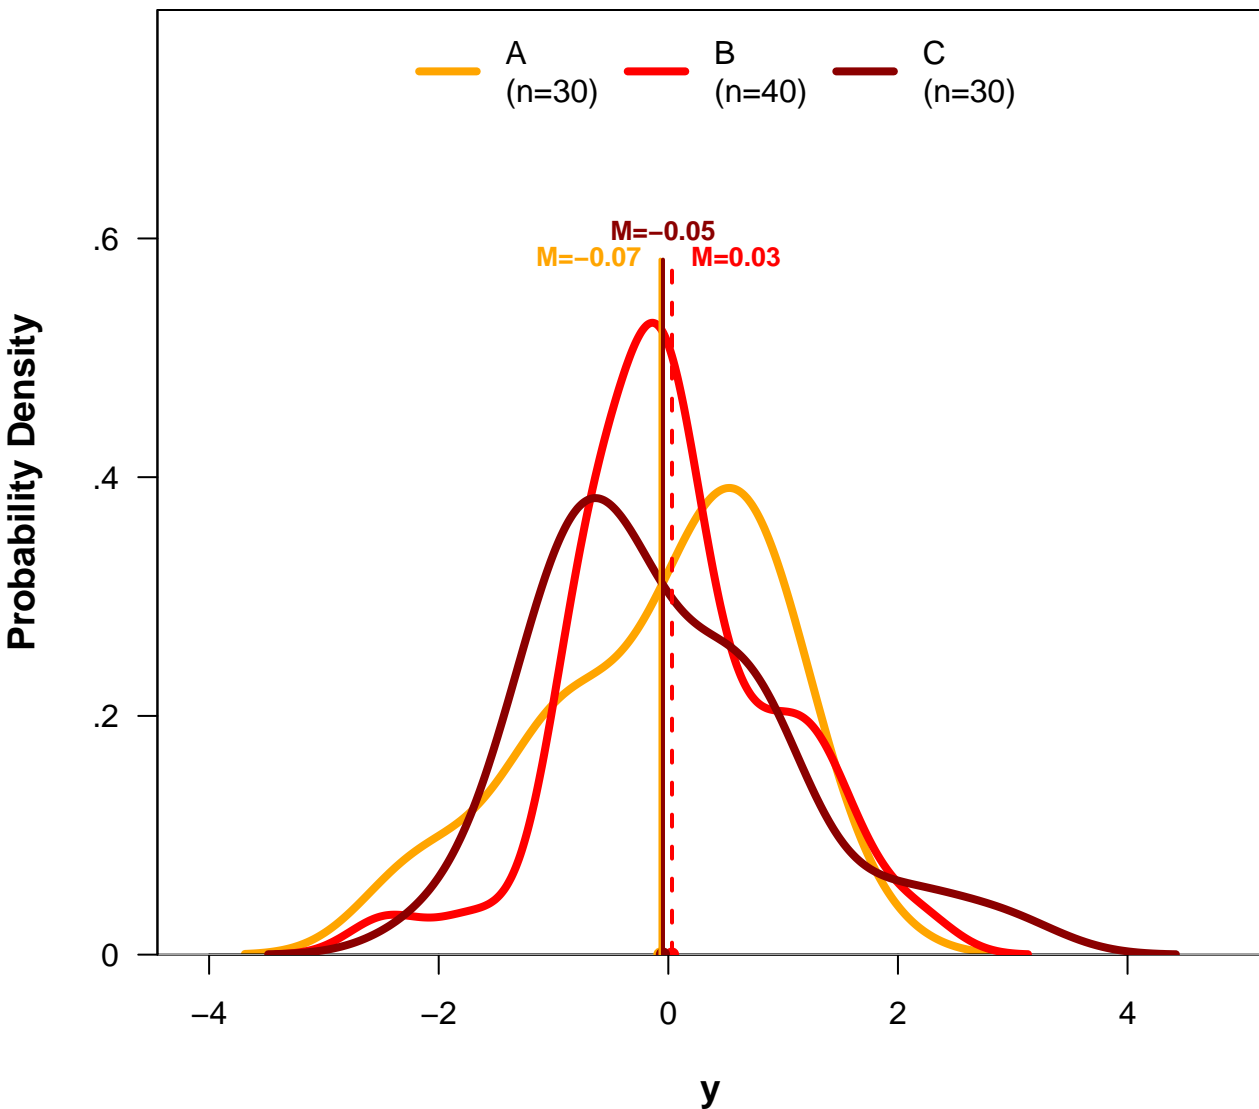 A
(n=30)
B
(n=40)
C
(n=30)
M=−0.05
M=−0.07
M=0.03
Probability Density
.6
.4
.2
0
−4
−2
0
2
4
y